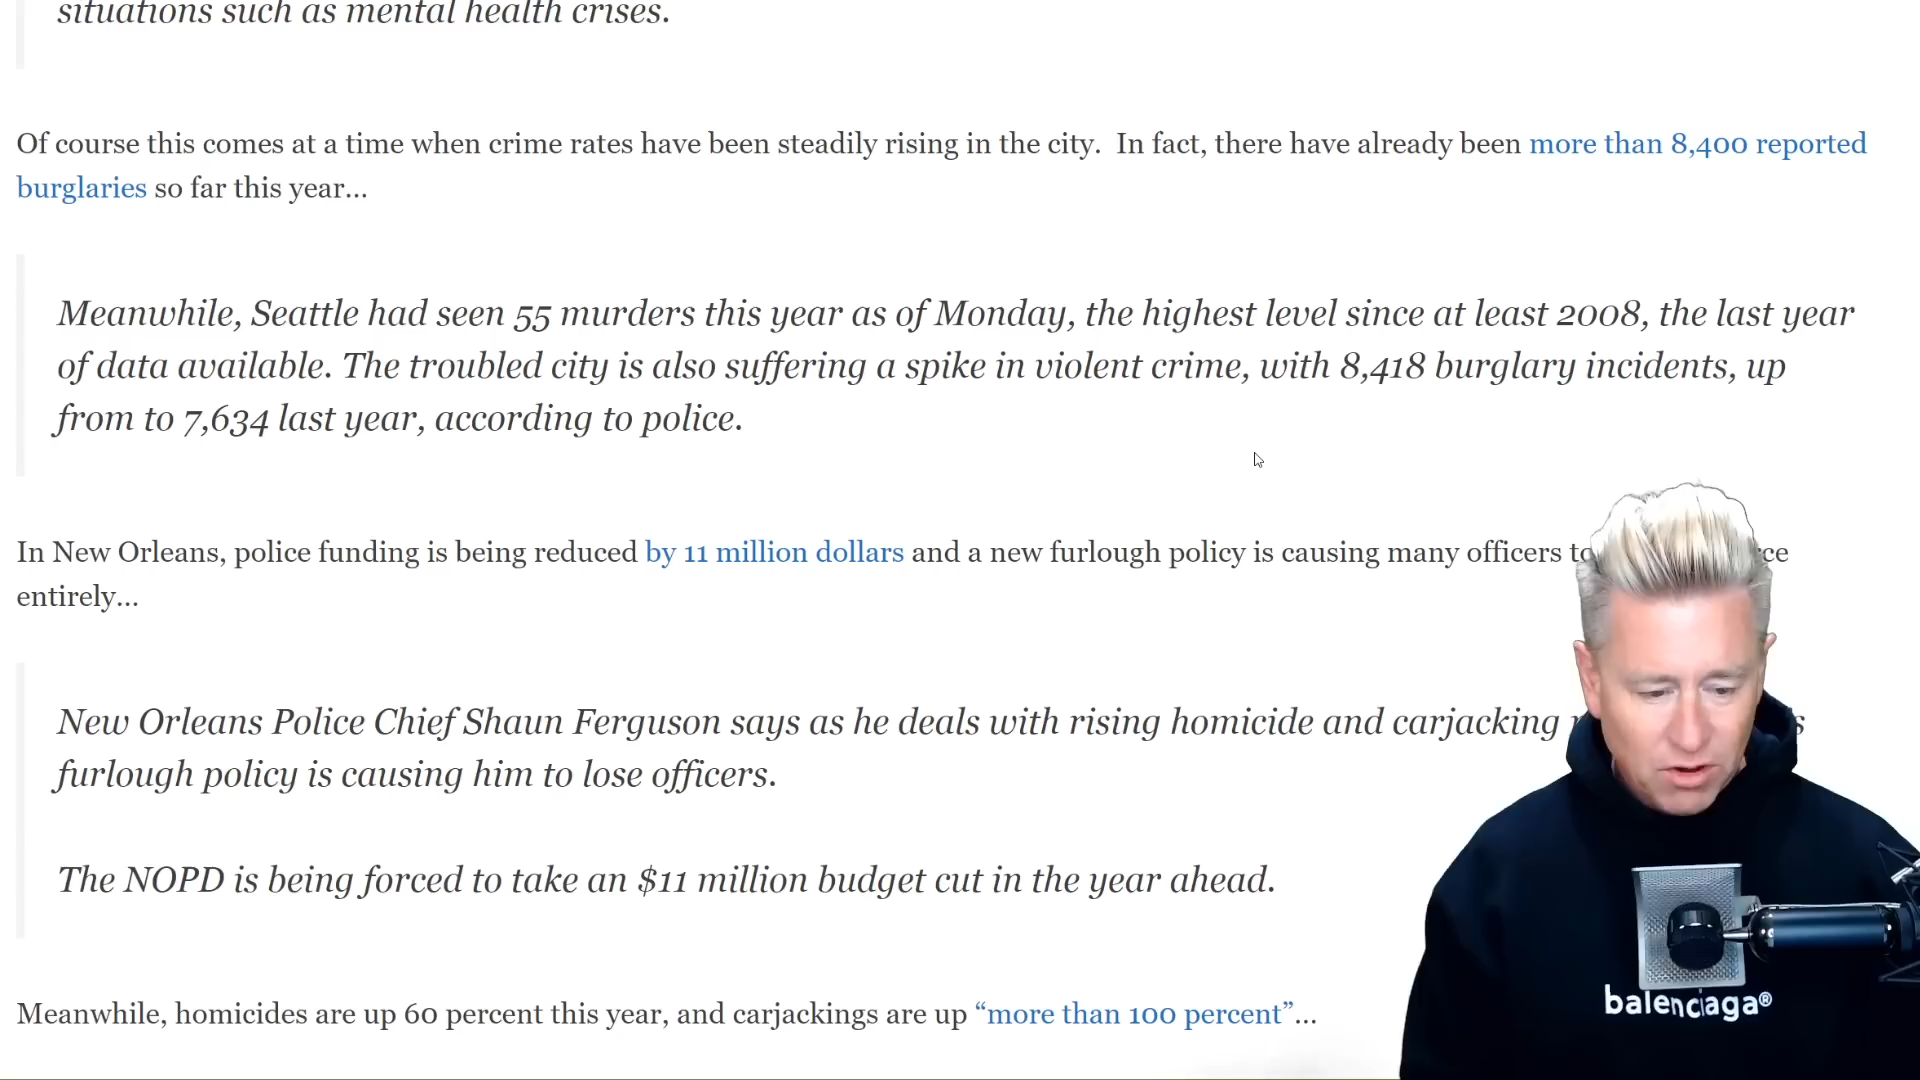 situations such as mental health crises.
Of course this comes at a time when crime rates have been steadily rising in the city. In fact, there have already been more than 8,400 reported
burglaries so far this year...
Meanwhile, Seattle had seen 55 murders this year as of Monday, the highest level since at least 2008, the last year
of data available. The troubled city is also suffering a spike in violent crime, with 8,418 burglary incidents, up
from to 7,634 last year, according to police.
In New Orleans, police funding is being reduced by 11 million dollars and a new furlough policy is causing many officers
entirely...
New Orleans Police Chief Shaun Ferguson says as he deals with rising homicide and carjacking
furlough policy is causing him to lose officers.
The NOPD is being forced to take an $11 million budget cut in the year ahead.
Meanwhile, homicides are up 60 percent this year, and carjackings are up “more than 100 percent”...
balenciaga®